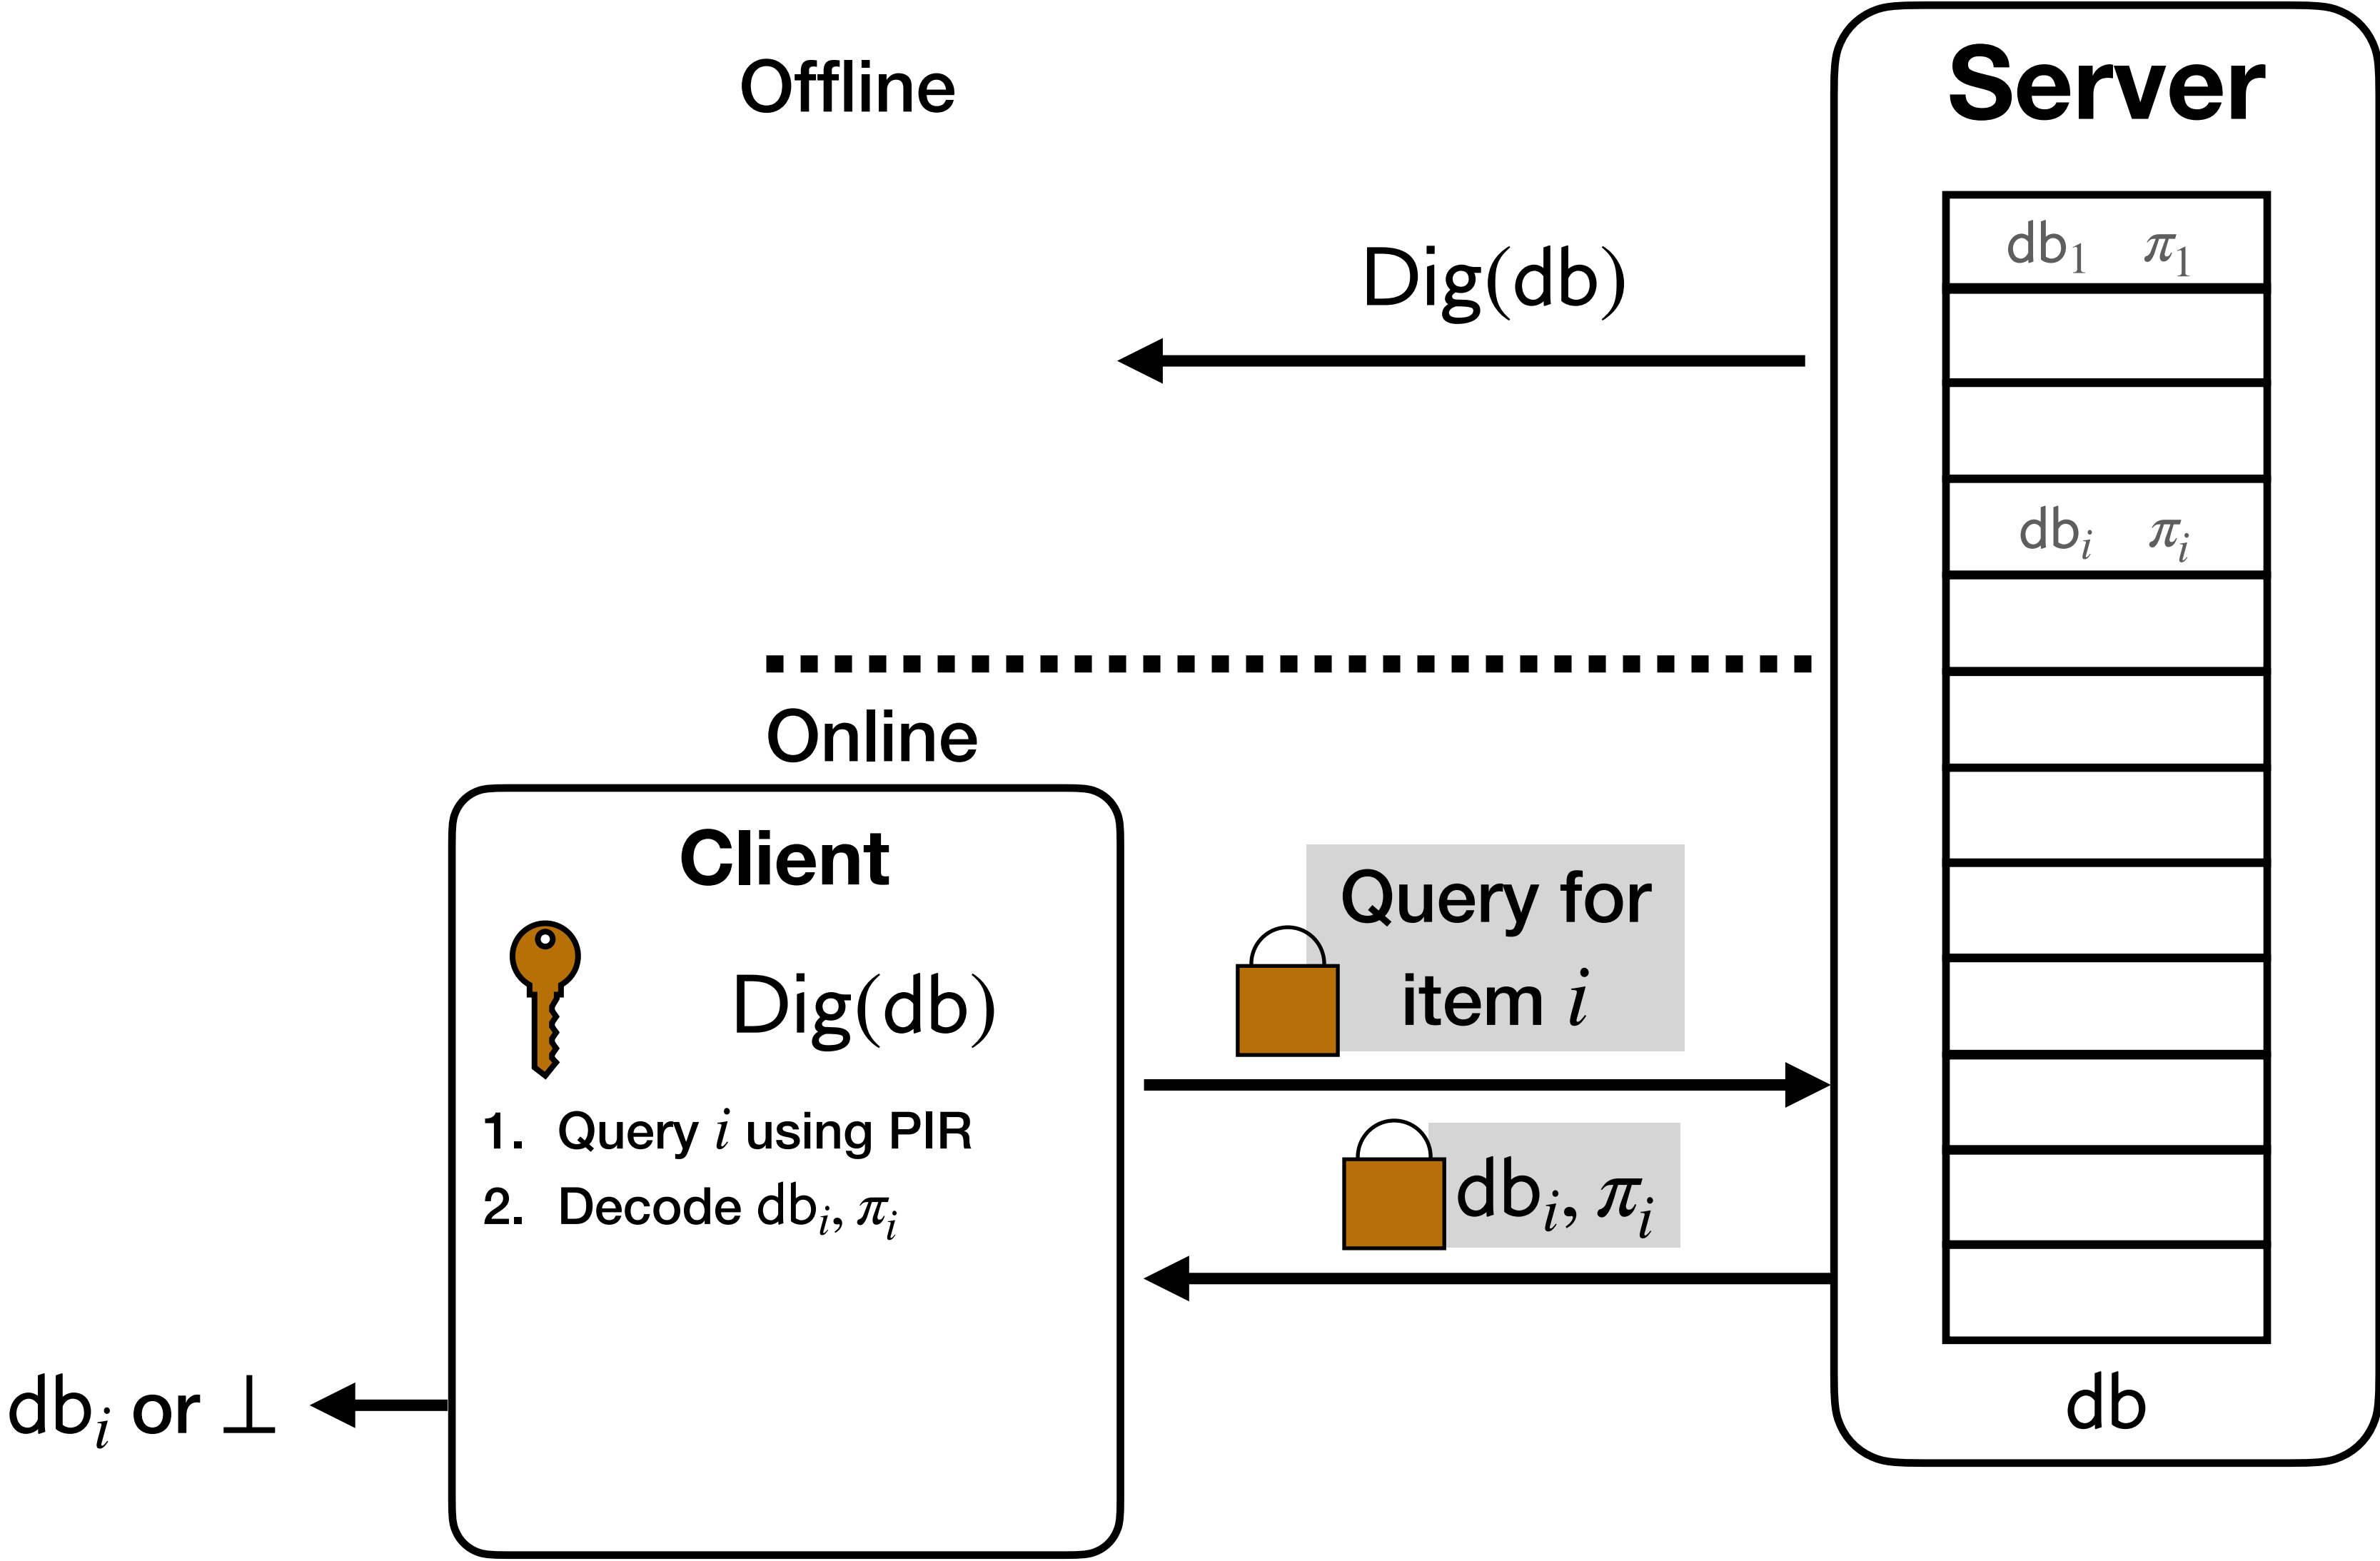 Offline
Server
Dig(db)
db₁ π₁
dbᵢ πᵢ
Online
Client
Dig(db)
1. Query i using PIR
2. Decode dbᵢ, πᵢ
Query for
item i
dbᵢ, πᵢ
dbᵢ or ⊥
db